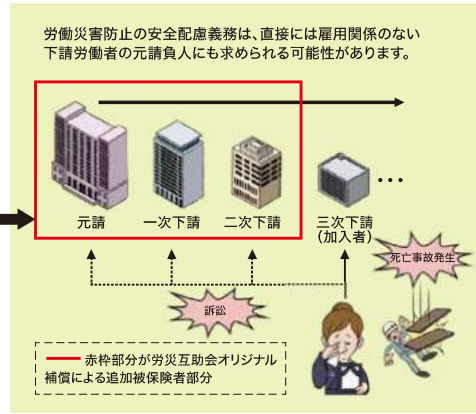 労働災害防止の安全配慮義務は、直接には雇用関係のない
下請労働者の元請負人にも求められる可能性があります。
元請
一次下請
二次下請
三次下請
(加入者)
…
死亡事故発生
訴訟
赤枠部分が労災互助会オリジナル
補償による追加被保険者部分